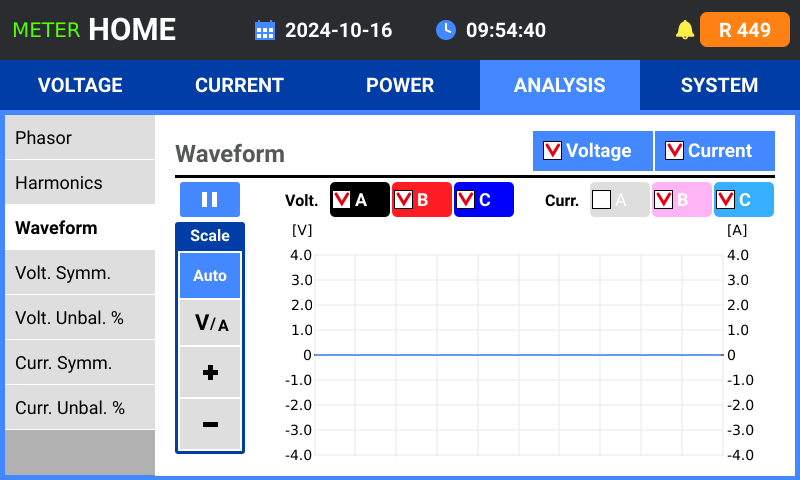 METER HOME 2024-10-16 09:54:40 R 449
VOLTAGE CURRENT POWER ANALYSIS SYSTEM
Phasor
Harmonics
Waveform
Volt. Symm.
Volt. Unbal. %
Curr. Symm.
Curr. Unbal. %
Waveform Voltage Current
Volt. A B C Curr. A B C
Scale
Auto
V/A
+
−
[V] [A]
4.0 4.0
3.0 3.0
2.0 2.0
1.0 1.0
0 0
-1.0 -1.0
-2.0 -2.0
-3.0 -3.0
-4.0 -4.0